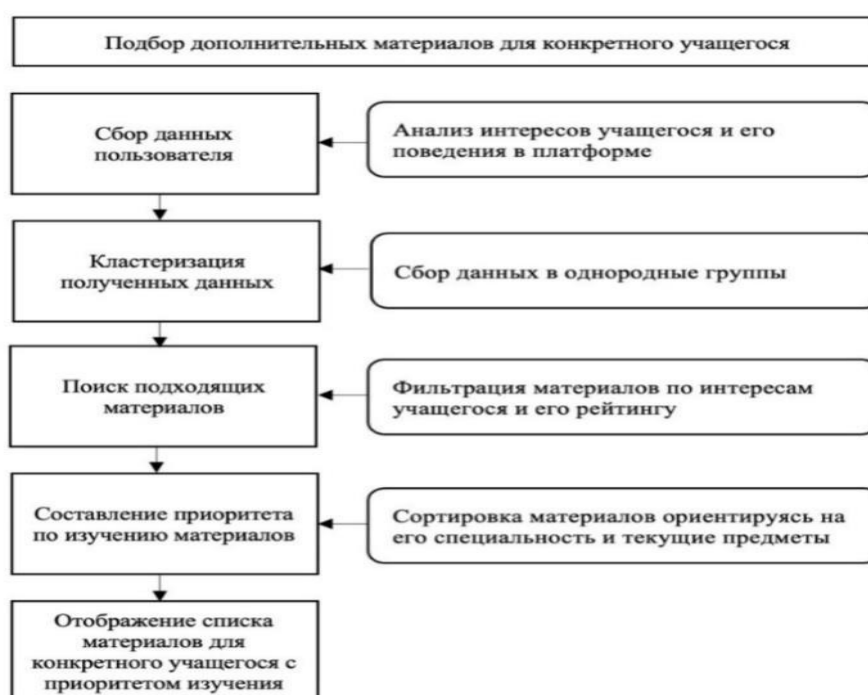 Подбор дополнительных материалов для конкретного учащегося
Сбор данных
пользователя
Анализ интересов учащегося и его
поведения в платформе
Кластеризация
полученных данных
Сбор данных в однородные группы
Поиск подходящих
материалов
Фильтрация материалов по интересам
учащегося и его рейтингу
Составление приоритета
по изучению материалов
Сортировка материалов ориентируясь на
его специальность и текущие предметы
Отображение списка
материалов для
конкретного учащегося с
приоритетом изучения